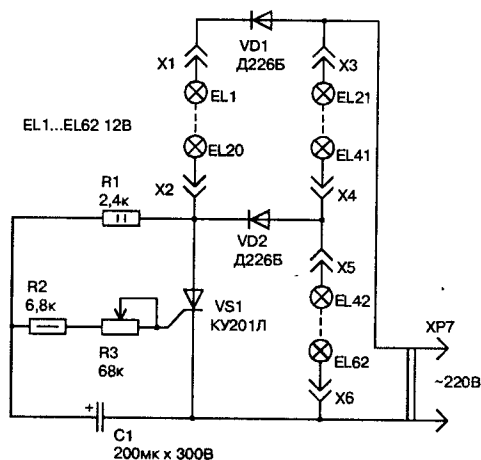 VD1
Д226Б
X1
X3
EL1
EL21
EL1...EL62 12В
EL20
EL41
R1
2,4к
X2
X4
VD2
Д226Б
X5
R2
6,8к
VS1
КУ201Л
EL42
R3
68к
EL62
XP7
~220В
X6
+
C1
200мк x 300В